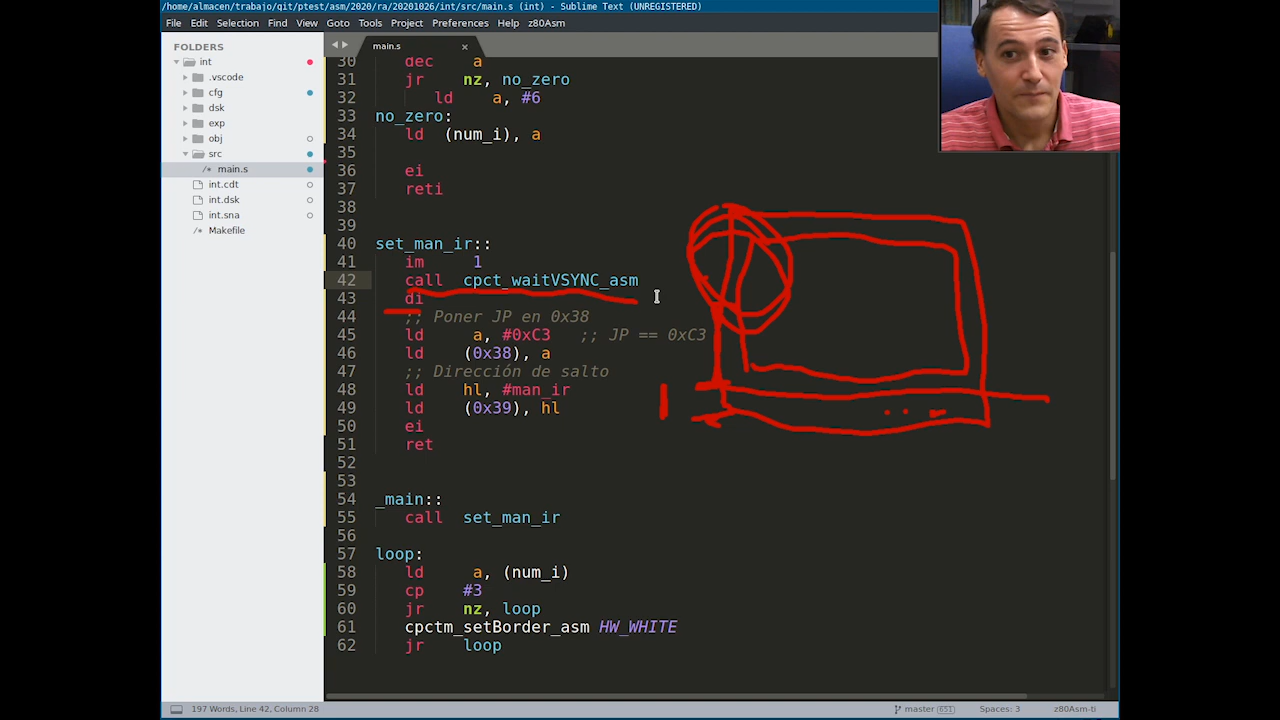 /home/almacen/trabajo/git/ptest/asm/2020/ra/20201026/int/src/main.s (int) - Sublime Text (UNREGISTERED)
File Edit Selection Find View Goto Tools Project Preferences Help z80Asm
FOLDERS
int
.vscode
cfg
dsk
exp
obj
src
/* main.s
int.cdt
int.dsk
int.sna
Makefile
main.s ×
30 dec a
31 jr nz, no_zero
32 ld a, #6
33 no_zero:
34 ld (num_i), a
35
36 ei
37 reti
38
39
40 set_man_ir::
41 im 1
42 call cpct_waitVSYNC_asm
43 di
44 ;; Poner JP en 0x38
45 ld a, #0xC3 ;; JP == 0xC3
46 ld (0x38), a
47 ;; Dirección de salto
48 ld hl, #man_ir
49 ld (0x39), hl
50 ei
51 ret
52
53
54 _main::
55 call set_man_ir
56
57 loop:
58 ld a, (num_i)
59 cp #3
60 jr nz, loop
61 cpctm_setBorder_asm HW_WHITE
62 jr loop
197 Words, Line 42, Column 28 master 651 Spaces: 3 z80Asm-ti